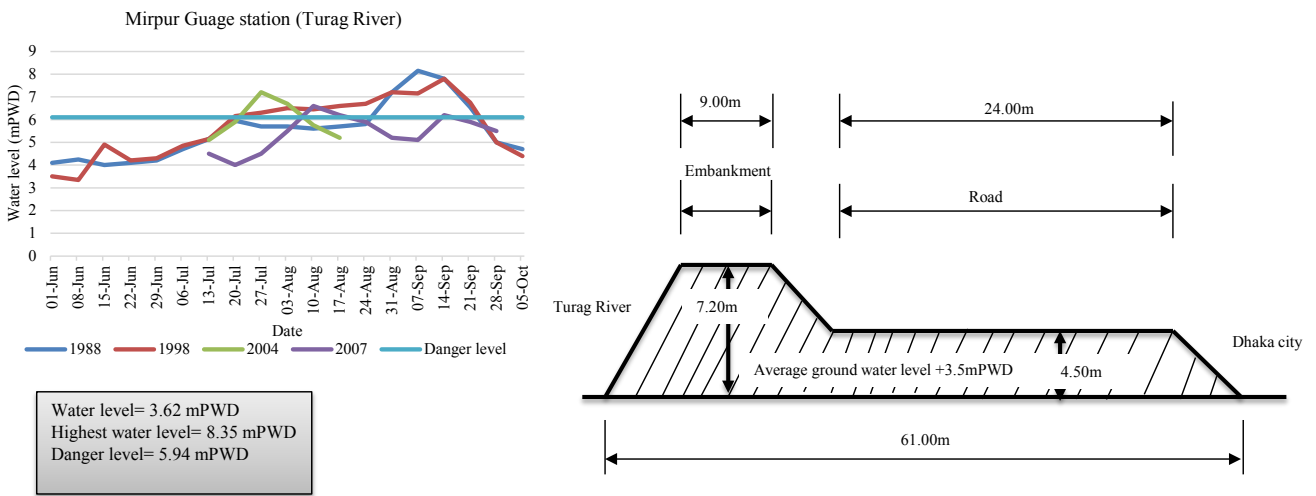 Mirpur Guage station (Turag River)
Water level (mPWD)
9
8
7
6
5
4
3
2
1
0
01-Jun
08-Jun
15-Jun
22-Jun
29-Jun
06-Jul
13-Jul
20-Jul
27-Jul
03-Aug
10-Aug
17-Aug
24-Aug
31-Aug
07-Sep
14-Sep
21-Sep
28-Sep
05-Oct
Date
1988 1998 2004 2007 Danger level
Water level= 3.62 mPWD
Highest water level= 8.35 mPWD
Danger level= 5.94 mPWD
9.00m
24.00m
Embankment
Road
Turag River
7.20m
Dhaka city
Average ground water level +3.5mPWD
4.50m
61.00m